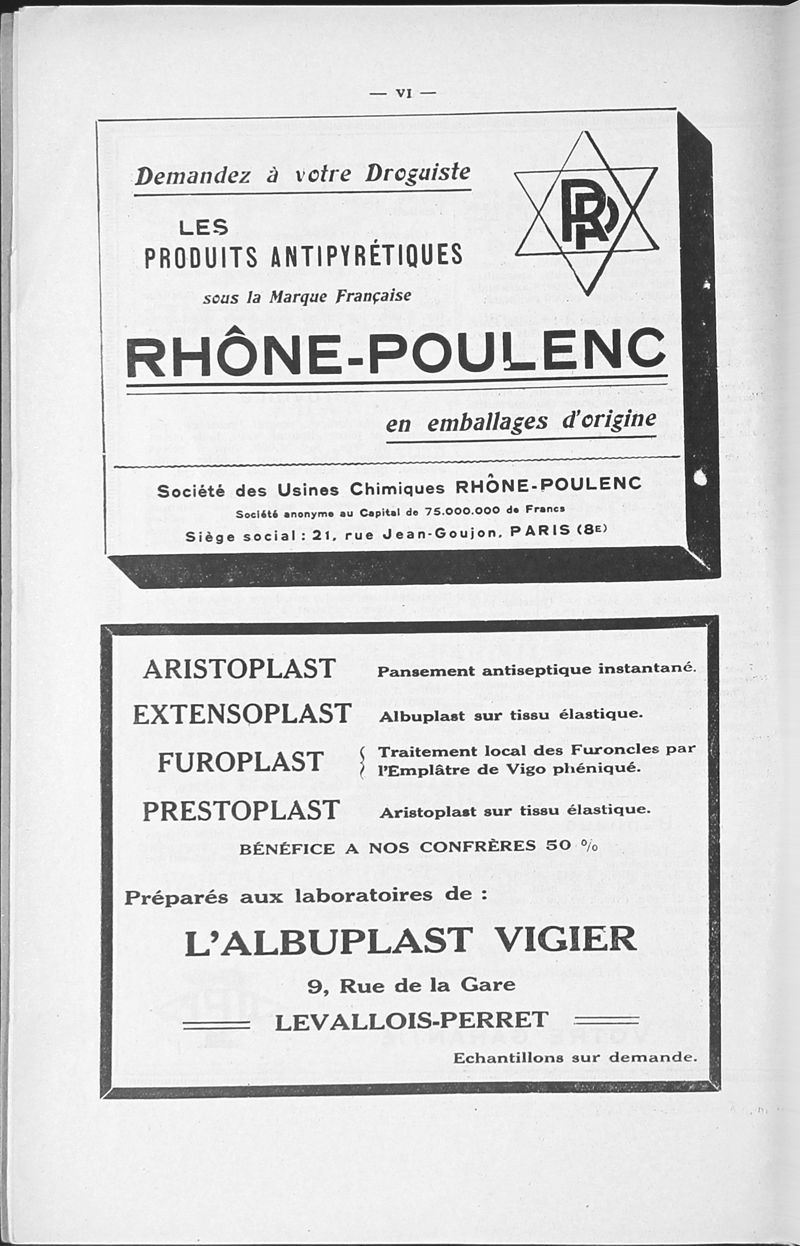 — VI —
Demandez à votre Droguiste
LES
PRODUITS ANTIPYRÉTIQUES
sous la Marque Française
RHÔNE-POULENC
en emballages d'origine
Société des Usines Chimiques RHÔNE-POULENC
Société anonyme au Capital de 75.000.000 de Francs
Siège social : 21, rue Jean-Goujon, PARIS (8E)
ARISTOPLAST Pansement antiseptique instantané.
EXTENSOPLAST Albuplast sur tissu élastique.
FUROPLAST { Traitement local des Furoncles par
l'Emplâtre de Vigo phéniqué.
PRESTOPLAST Aristoplast sur tissu élastique.
BÉNÉFICE A NOS CONFRÈRES 50 %
Préparés aux laboratoires de :
L'ALBUPLAST VIGIER
9, Rue de la Gare
LEVALLOIS-PERRET
Echantillons sur demande.